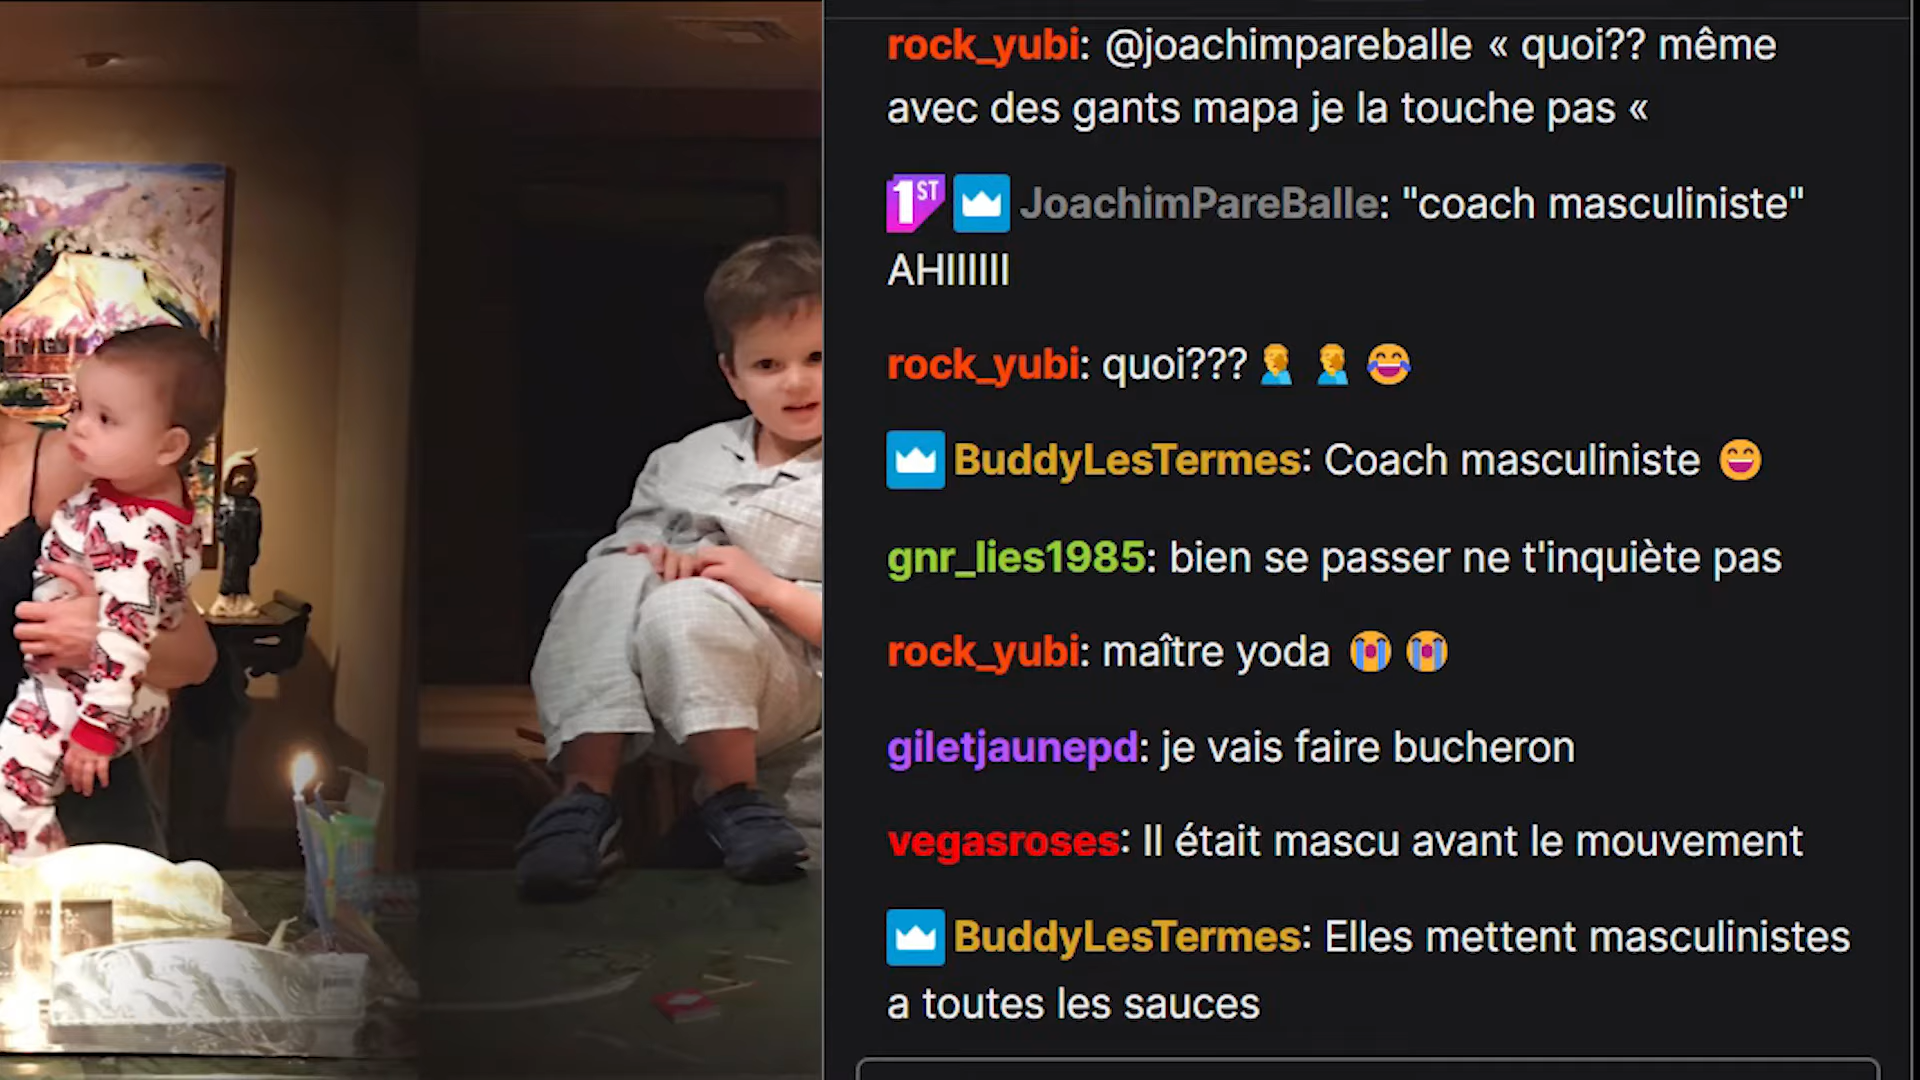 rock_yubi: @joachimpareballe « quoi?? même
avec des gants mapa je la touche pas «
1ST JoachimPareBalle: "coach masculiniste"
AHIIIIII
rock_yubi: quoi???🤦 🤦 😂
BuddyLesTermes: Coach masculiniste 😄
gnr_lies1985: bien se passer ne t'inquiète pas
rock_yubi: maître yoda 😭 😭
giletjaunepd: je vais faire bucheron
vegasroses: Il était mascu avant le mouvement
BuddyLesTermes: Elles mettent masculinistes
a toutes les sauces